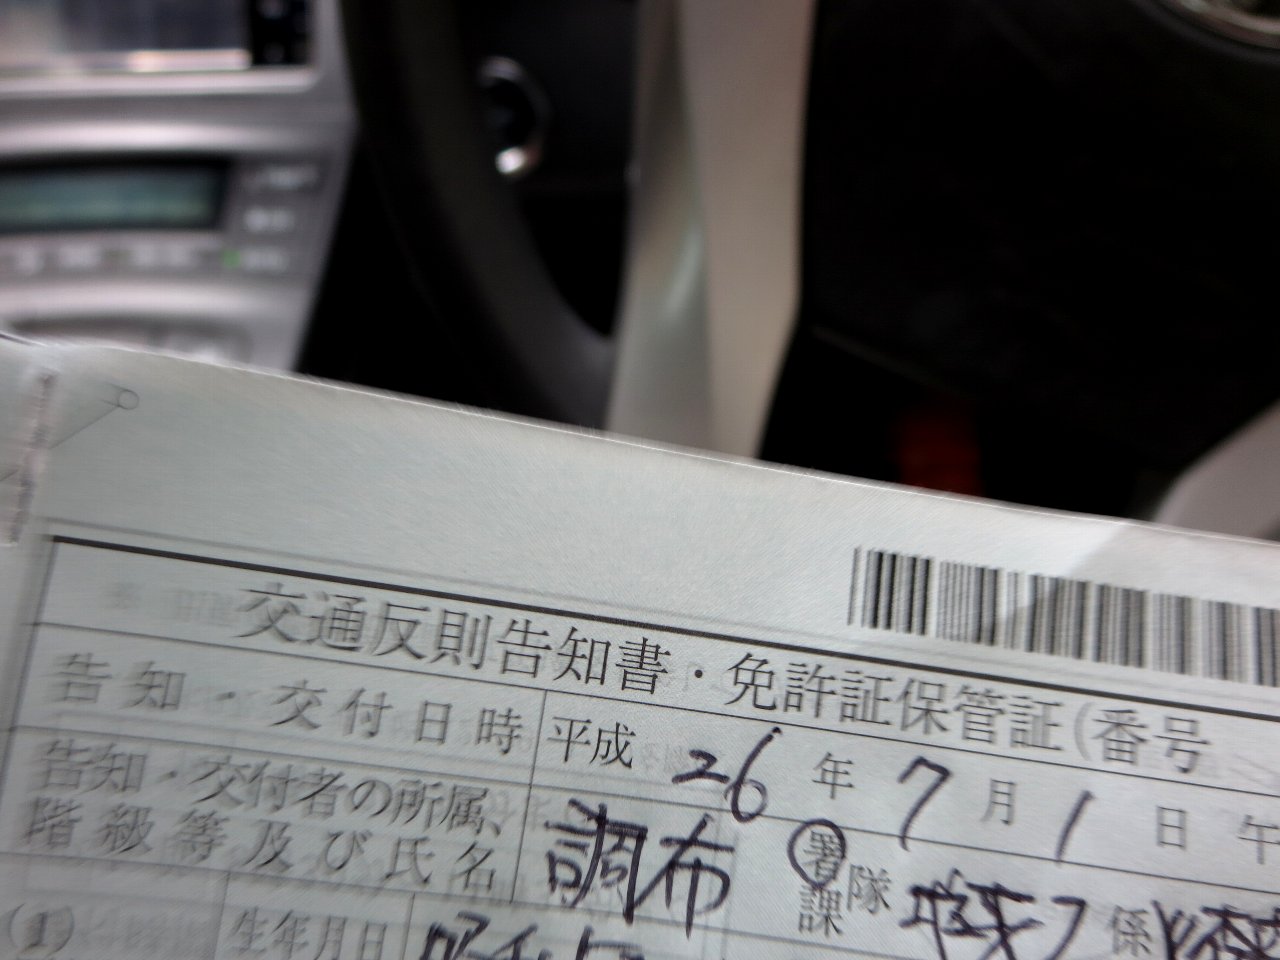 交通反則告知書・免許証保管証(番号
告知・交付日時 平成 26 年 7 月 1 日 午
告知・交付者の所属、
階級等及び氏名 調布 署 隊 課 係
(1) 生年月日